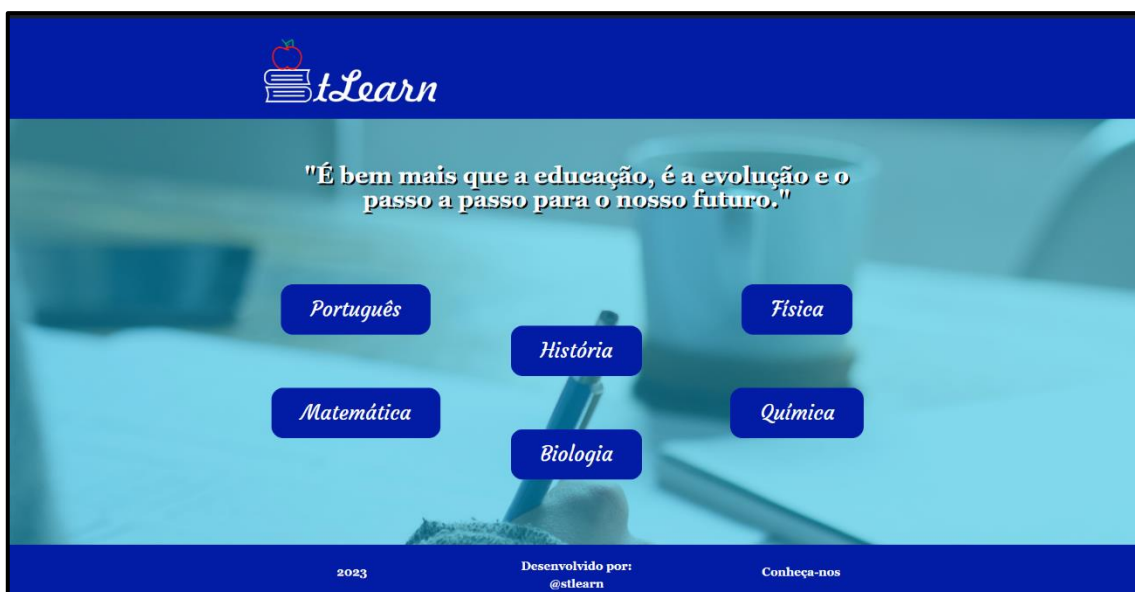 tLearn
"É bem mais que a educação, é a evolução e o
passo a passo para o nosso futuro."
Português
Física
História
Matemática
Química
Biologia
2023
Desenvolvido por:
@stlearn
Conheça-nos